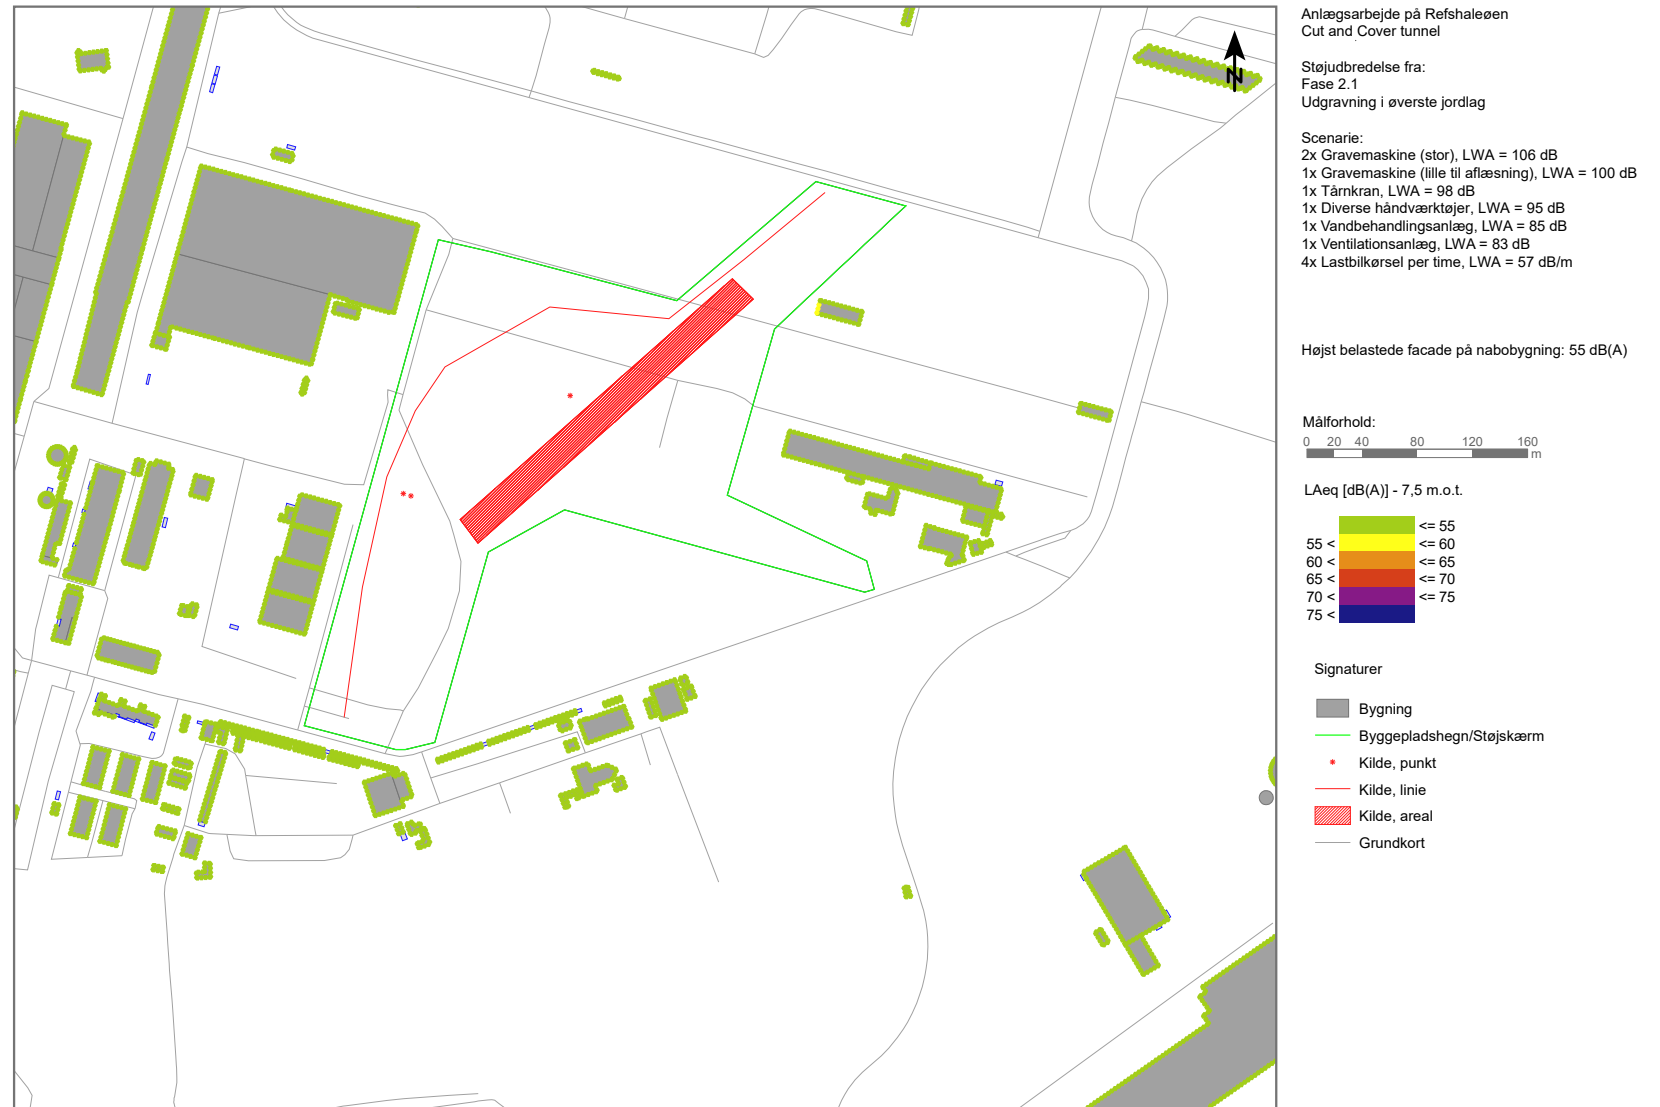 Anlægsarbejde på Refshaleøen
Cut and Cover tunnel
Støjudbredelse fra:
Fase 2.1
Udgravning i øverste jordlag
Scenarie:
2x Gravemaskine (stor), LWA = 106 dB
1x Gravemaskine (lille til aflæsning), LWA = 100 dB
1x Tårnkran, LWA = 98 dB
1x Diverse håndværktøjer, LWA = 95 dB
1x Vandbehandlingsanlæg, LWA = 85 dB
1x Ventilationsanlæg, LWA = 83 dB
4x Lastbilkørsel per time, LWA = 57 dB/m
Højst belastede facade på nabobygning: 55 dB(A)
Målforhold:
0 20 40 80 120 160
m
LAeq [dB(A)] - 7,5 m.o.t.
<= 55
55 < <= 60
60 < <= 65
65 < <= 70
70 < <= 75
75 <
Signaturer
Bygning
Byggepladshegn/Støjskærm
Kilde, punkt
Kilde, linie
Kilde, areal
Grundkort
N